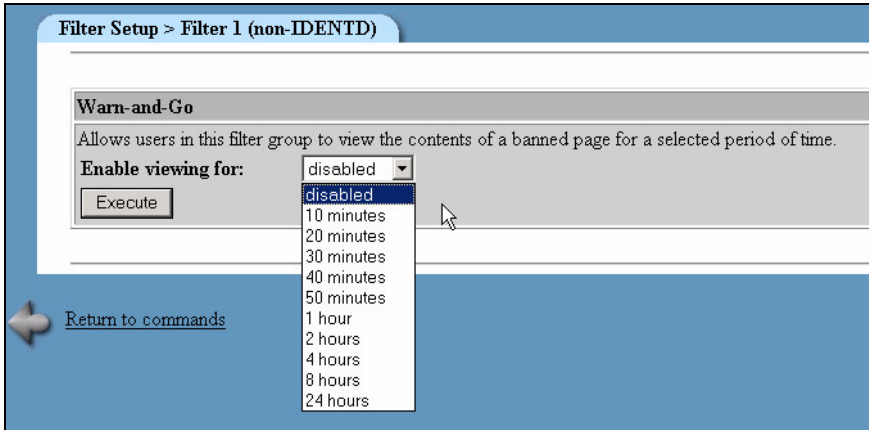 Filter Setup > Filter 1 (non-IDENTD)
Warn-and-Go
Allows users in this filter group to view the contents of a banned page for a selected period of time.
Enable viewing for: disabled
Execute
disabled
10 minutes
20 minutes
30 minutes
40 minutes
50 minutes
1 hour
2 hours
4 hours
8 hours
24 hours
Return to commands